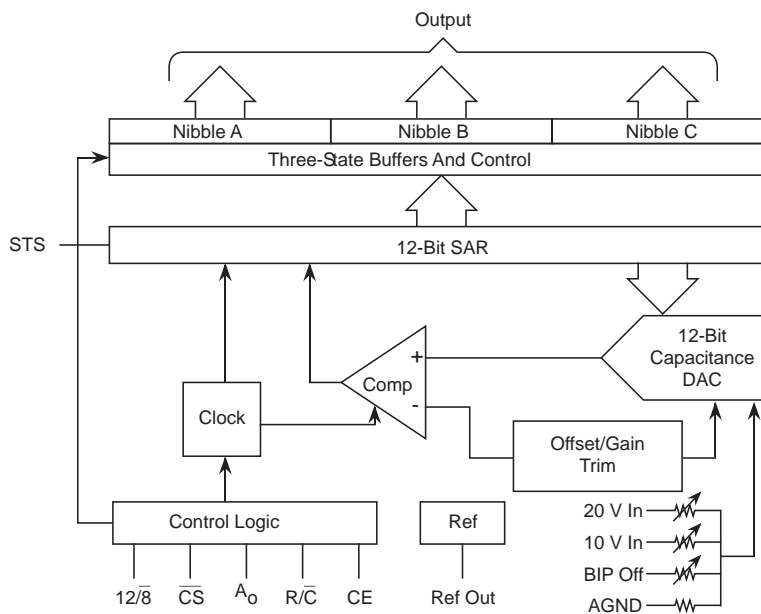 Output
Nibble A Nibble B Nibble C
Three-State Buffers And Control
STS
12-Bit SAR
12-Bit
Capacitance
DAC
+
Comp
-
Clock
Offset/Gain
Trim
Control Logic
Ref
20 V In
10 V In
BIP Off
AGND
12/8̅ C̅S̅ Ao R/C̅ CE Ref Out